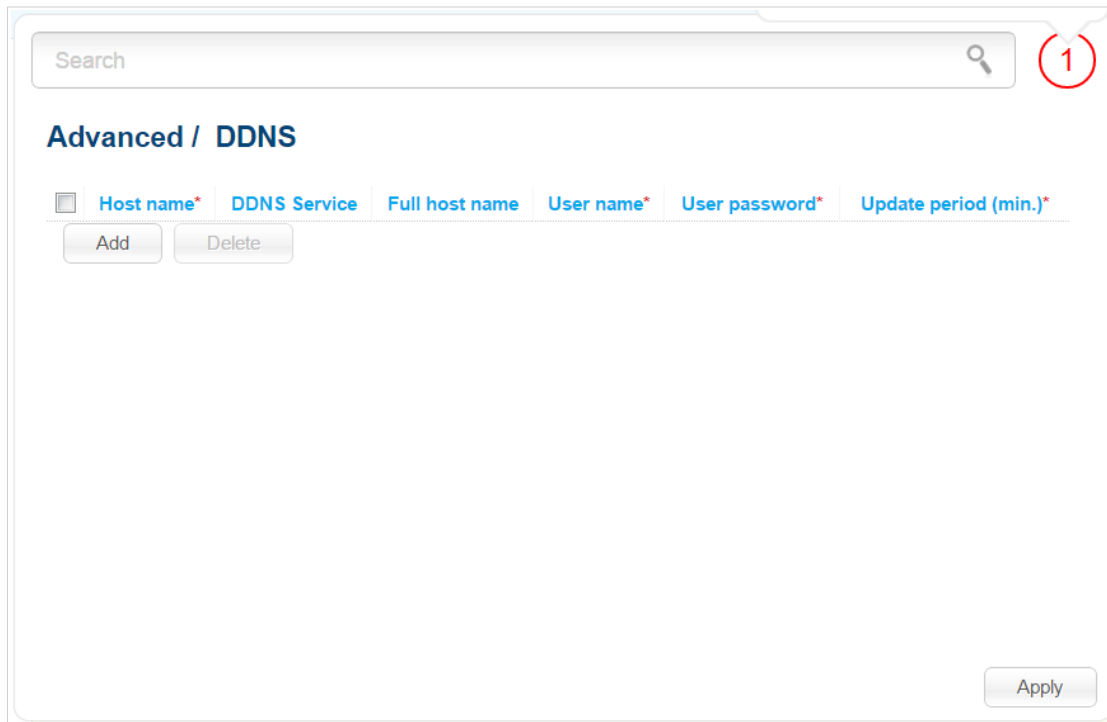 Search
1
Advanced / DDNS
Host name* DDNS Service Full host name User name* User password* Update period (min.)*
Add Delete
Apply